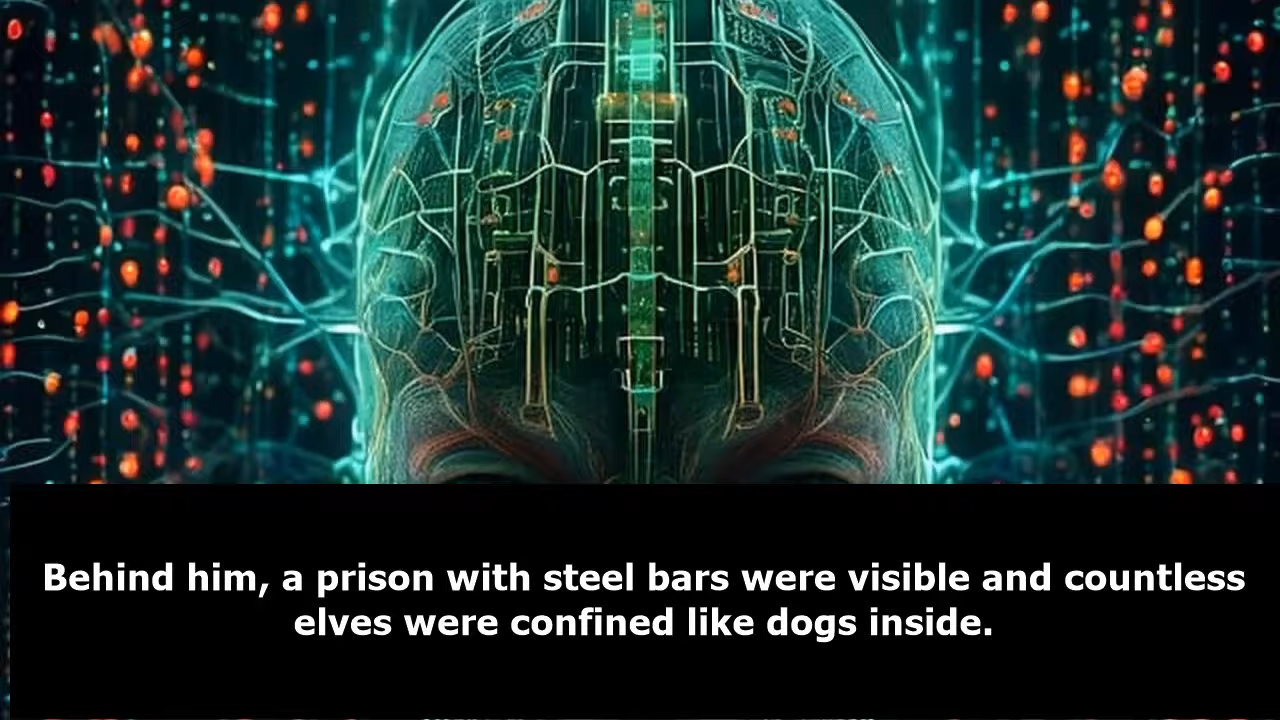 Behind him, a prison with steel bars were visible and countless
elves were confined like dogs inside.